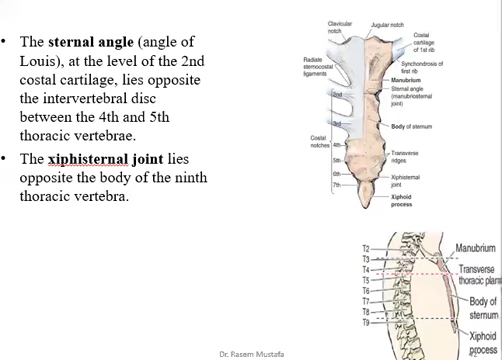 • The sternal angle (angle of
Louis), at the level of the 2nd
costal cartilage, lies opposite
the intervertebral disc
between the 4th and 5th
thoracic vertebrae.
• The xiphisternal joint lies
opposite the body of the ninth
thoracic vertebra.
Clavicular
notch
Jugular notch
Costal
cartilage
of 1st rib
Radiate
sternocostal
ligaments
Synchondrosis of
first rib
Manubrium
Sternal angle
(manubriosternal
joint)
2nd
3rd
Body of sternum
Costal
notches
4th
5th
6th
7th
Transverse
ridges
Xiphisternal
joint
Xiphoid
process
T2
T3
T4
T5
T6
T7
T8
T9
Manubrium
Transverse
thoracic plan
Body of
sternum
Xiphoid
process
Dr. Rasem Mustafa